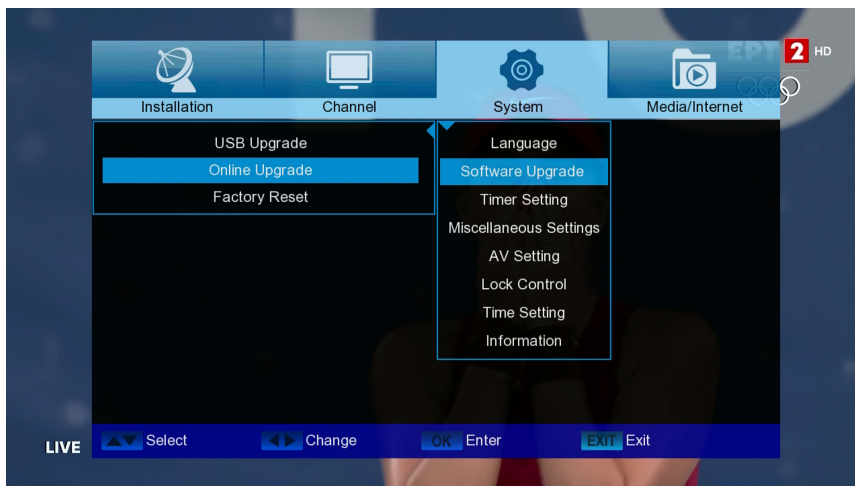 ΕΡΤ2 HD
Installation Channel System Media/Internet
USB Upgrade
Online Upgrade
Factory Reset
Language
Software Upgrade
Timer Setting
Miscellaneous Settings
AV Setting
Lock Control
Time Setting
Information
LIVE
Select Change OK Enter EXIT Exit